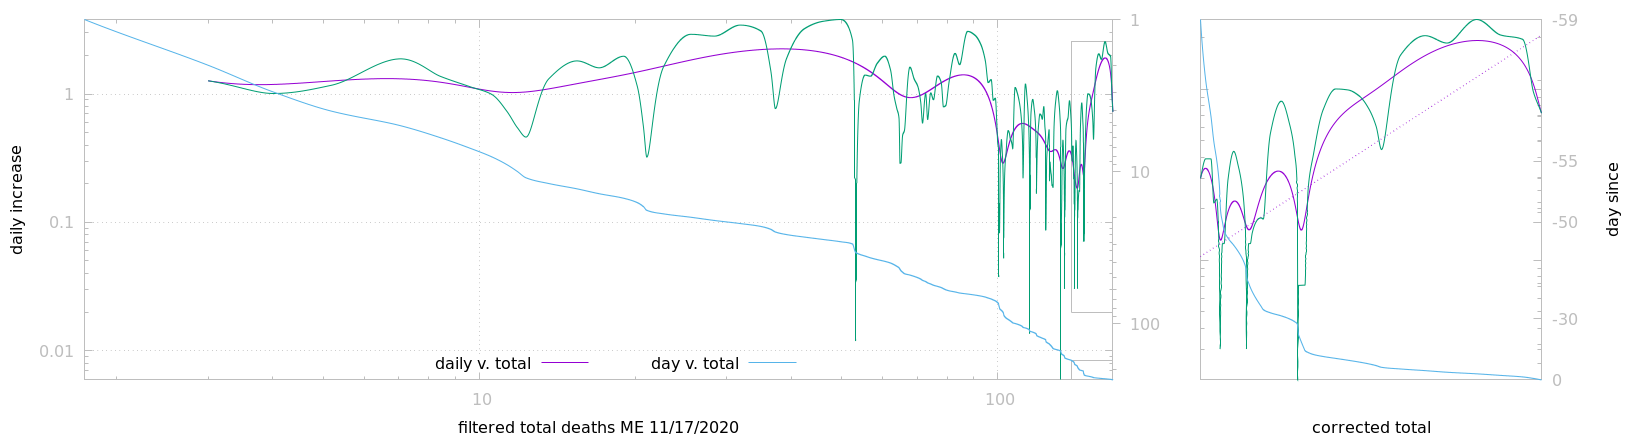 1
-59
1
10
-55
daily increase
day since
0.1
-50
100
-30
0.01
daily v. total
day v. total
0
10
100
filtered total deaths ME 11/17/2020
corrected total